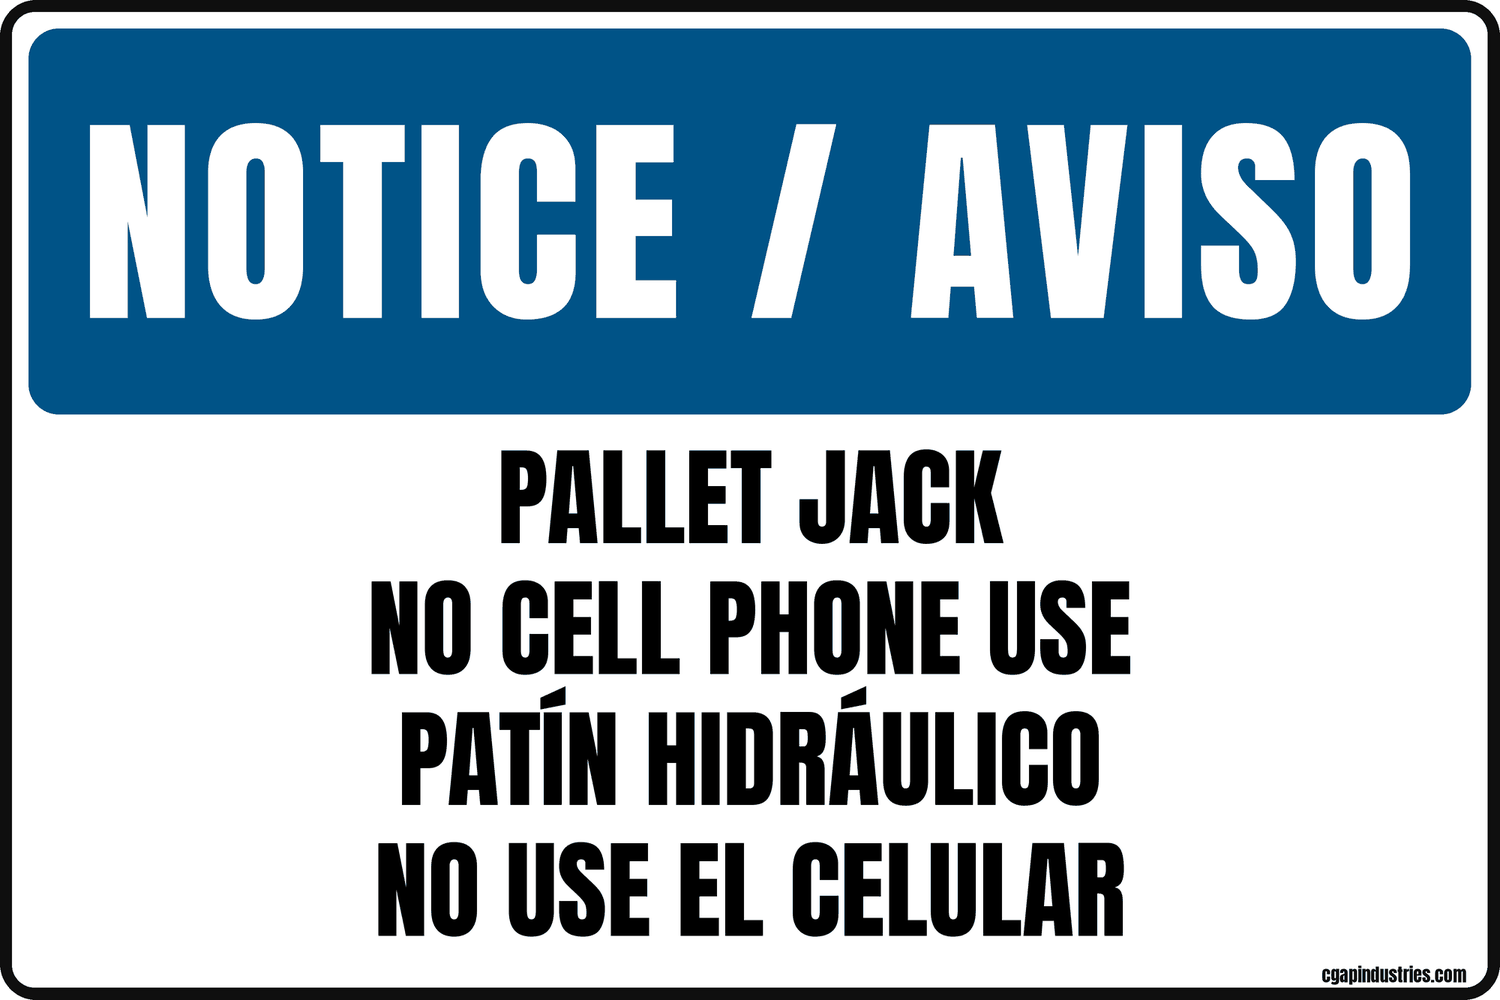 NOTICE / AVISO
PALLET JACK
NO CELL PHONE USE
PATÍN HIDRÁULICO
NO USE EL CELULAR
cgapindustries.com